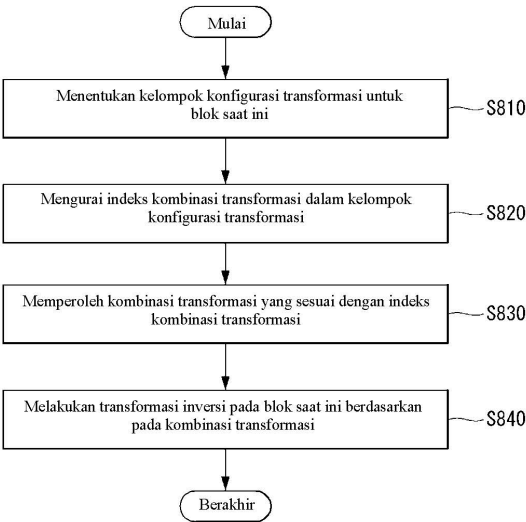 Mulai
Menentukan kelompok konfigurasi transformasi untuk
blok saat ini
S810
Mengurai indeks kombinasi transformasi dalam kelompok
konfigurasi transformasi
S820
Memperoleh kombinasi transformasi yang sesuai dengan indeks
kombinasi transformasi
S830
Melakukan transformasi inversi pada blok saat ini berdasarkan
pada kombinasi transformasi
S840
Berakhir